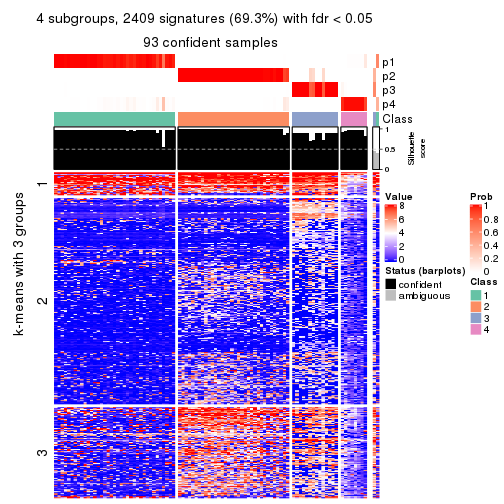 4 subgroups, 2409 signatures (69.3%) with fdr < 0.05
93 confident samples
p1
p2
p3
p4
Class
1
0.5
0
Silhouette
score
k-means with 3 groups
1
2
3
Value
8
6
4
2
0
Status (barplots)
confident
ambiguous
Prob
1
0.8
0.6
0.4
0.2
0
Class
1
2
3
4